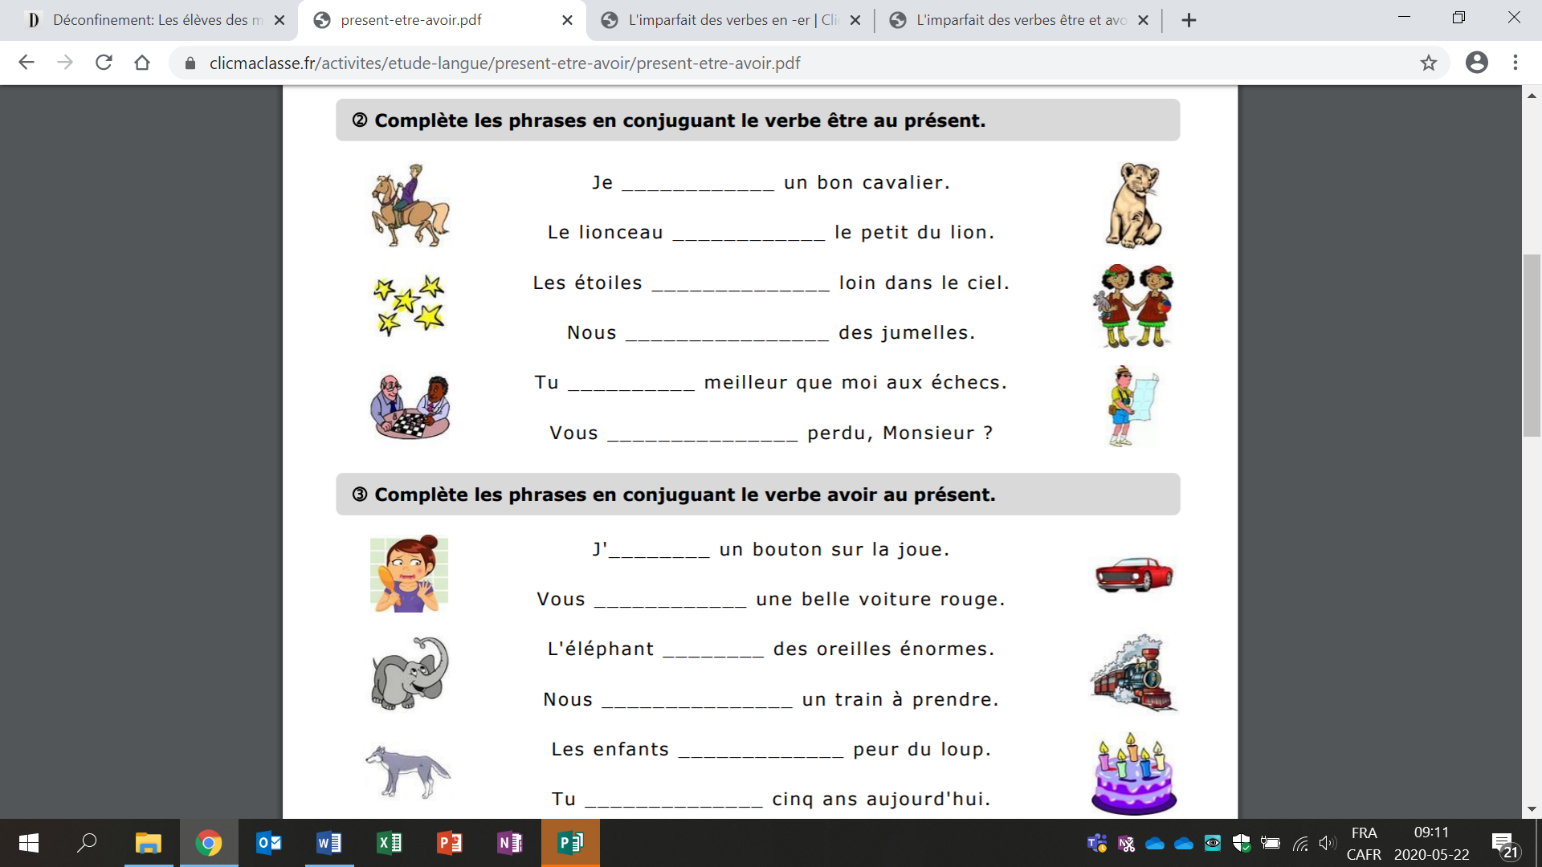 D Déconfinement: Les élèves des m
present-etre-avoir.pdf
L'imparfait des verbes en -er | Cli
L'imparfait des verbes être et avo
clicmaclasse.fr/activites/etude-langue/present-etre-avoir/present-etre-avoir.pdf
② Complète les phrases en conjuguant le verbe être au présent.
Je ____________ un bon cavalier.
Le lionceau ____________ le petit du lion.
Les étoiles ______________ loin dans le ciel.
Nous ________________ des jumelles.
Tu __________ meilleur que moi aux échecs.
Vous _______________ perdu, Monsieur ?
③ Complète les phrases en conjuguant le verbe avoir au présent.
J'________ un bouton sur la joue.
Vous ____________ une belle voiture rouge.
L'éléphant ________ des oreilles énormes.
Nous _______________ un train à prendre.
Les enfants _____________ peur du loup.
Tu ______________ cinq ans aujourd'hui.
FRA 09:11
CAFR 2020-05-22 21